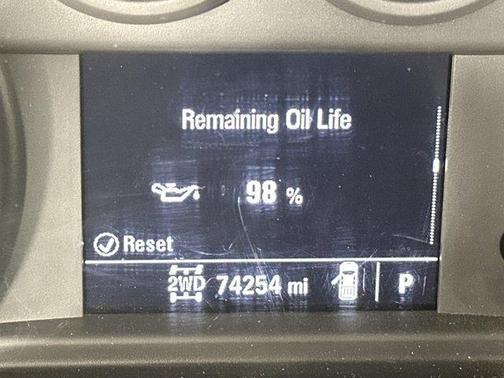 Remaining Oil Life
98 %
Reset
2WD 74254 mi P